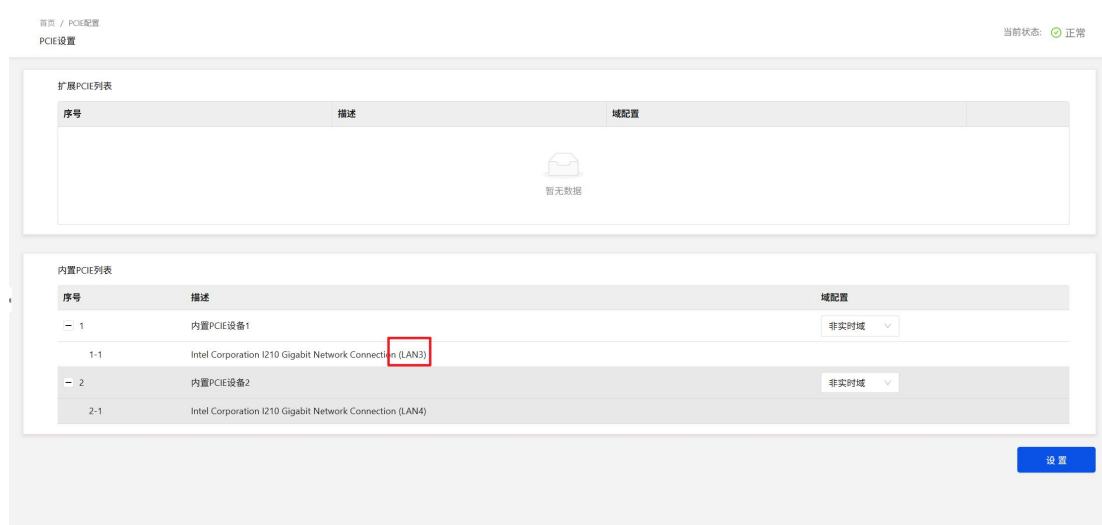 首页 / PCIE配置
PCIE设置
当前状态: 正常
扩展PCIE列表
序号 描述 域配置
暂无数据
内置PCIE列表
序号 描述 域配置
1 内置PCIE设备1 非实时域
1-1 Intel Corporation I210 Gigabit Network Connection (LAN3)
2 内置PCIE设备2 非实时域
2-1 Intel Corporation I210 Gigabit Network Connection (LAN4)
设 置